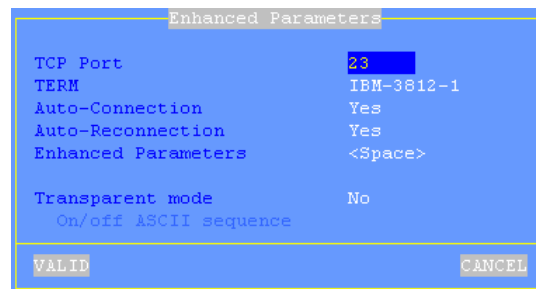 Enhanced Parameters
TCP Port 23
TERM IBM-3812-1
Auto-Connection Yes
Auto-Reconnection Yes
Enhanced Parameters <Space>
Transparent mode No
On/off ASCII sequence
VALID CANCEL